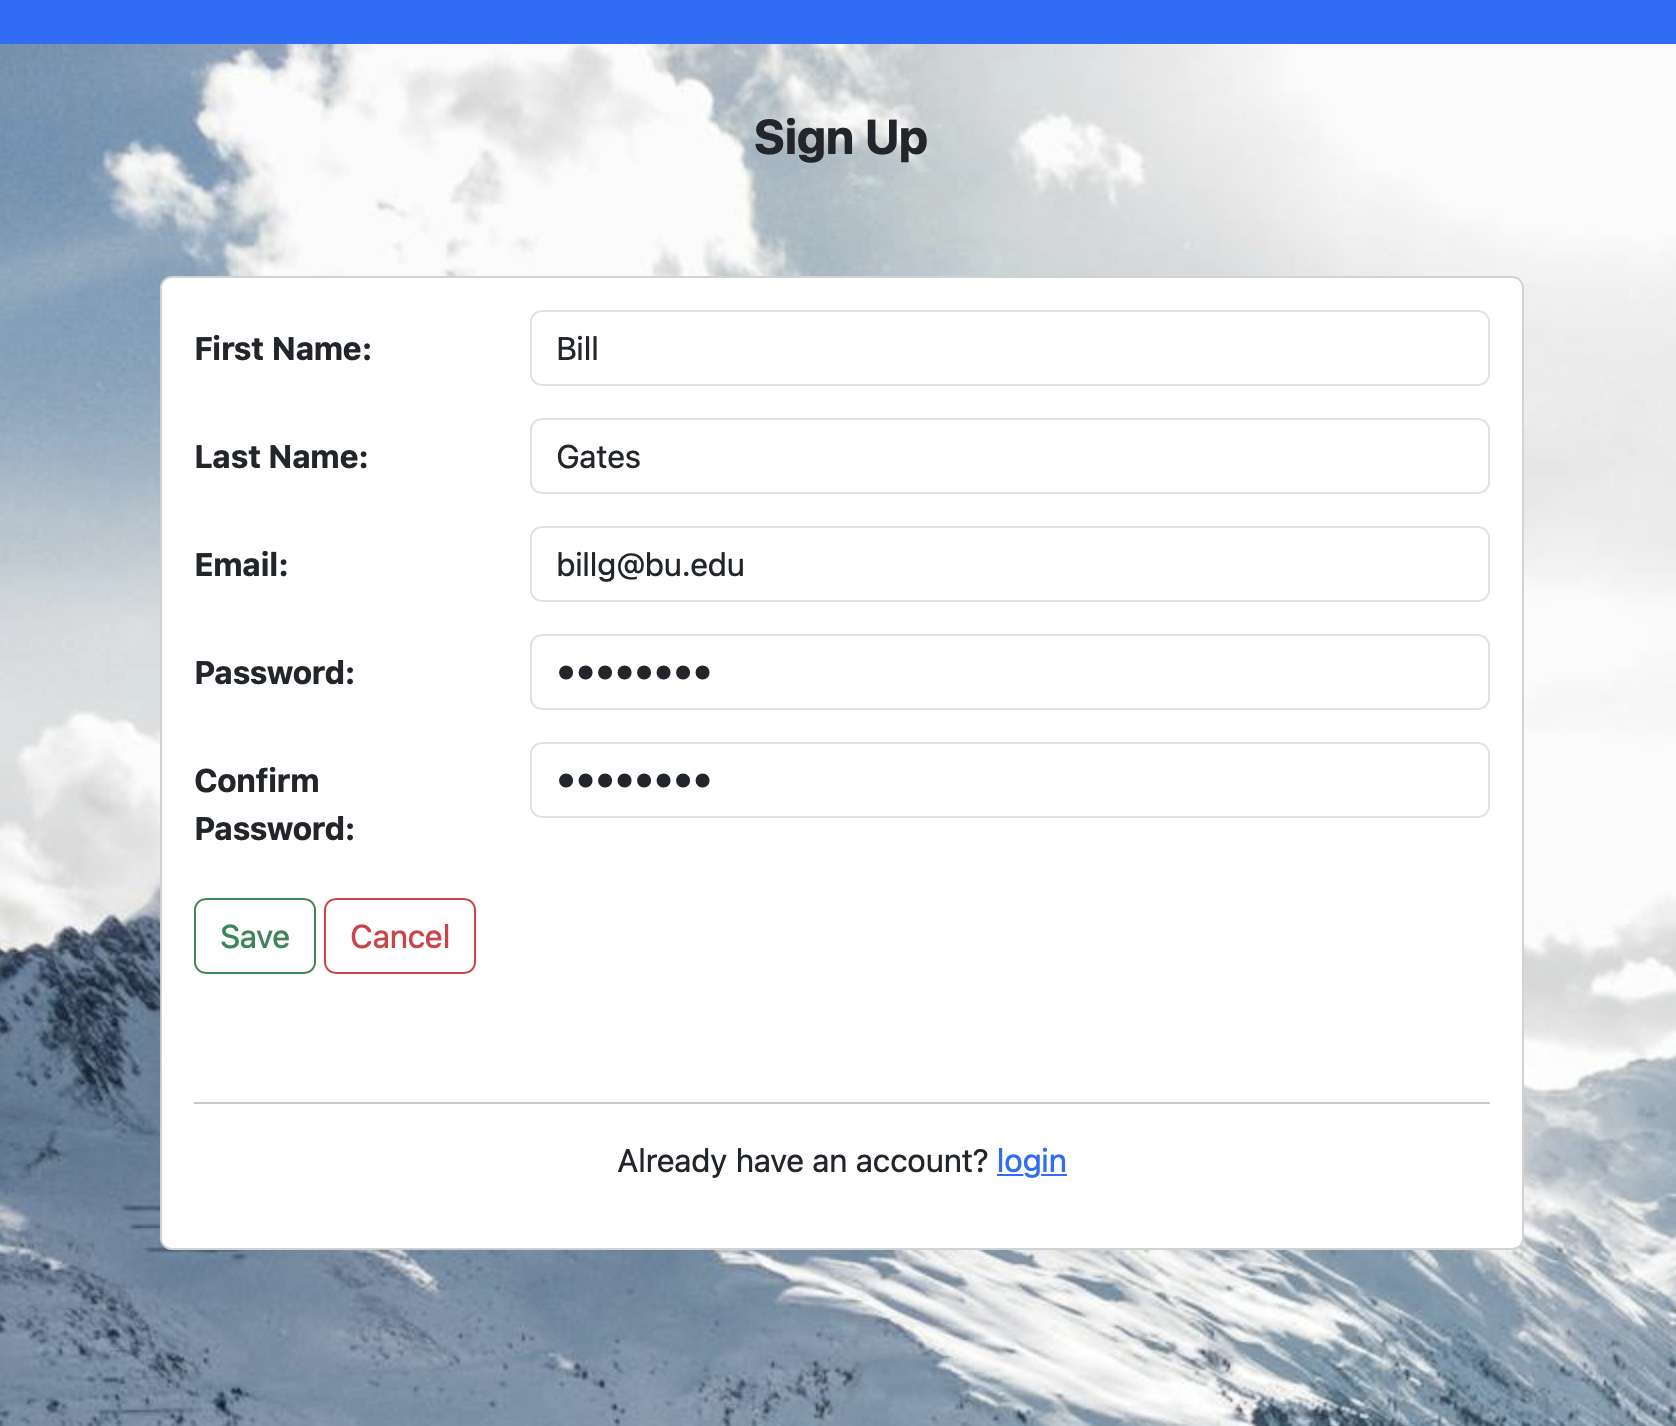 Sign Up
First Name:
Bill
Last Name:
Gates
Email:
billg@bu.edu
Password:
••••••••
Confirm
Password:
••••••••
Save
Cancel
Already have an account? login